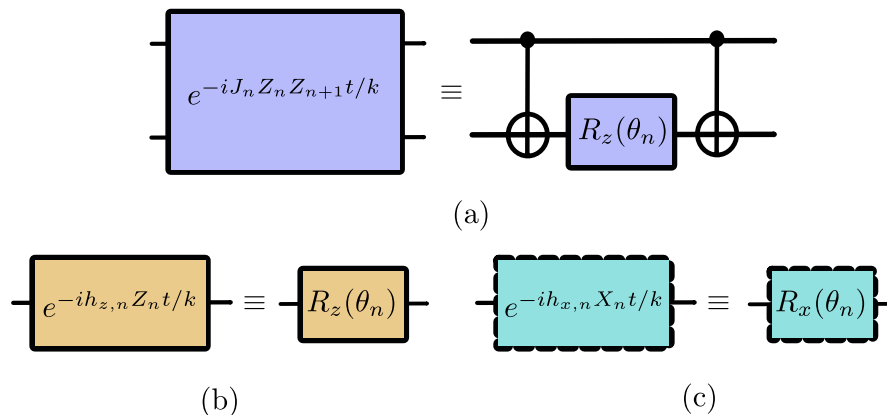 e^{-iJ_n Z_n Z_{n+1} t/k} ≡ R_z(θ_n)
(a)
e^{-ih_{z,n} Z_n t/k} ≡ R_z(θ_n)
e^{-ih_{x,n} X_n t/k} ≡ R_x(θ_n)
(b)
(c)